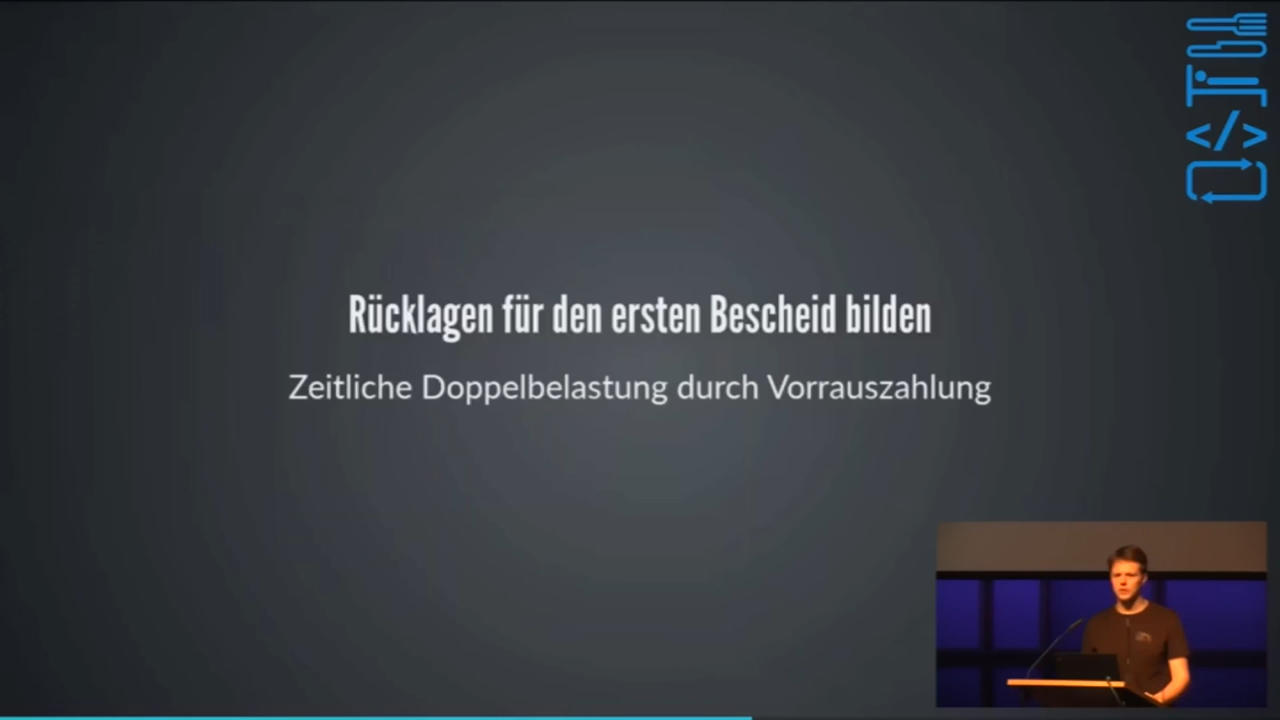 Rücklagen für den ersten Bescheid bilden
Zeitliche Doppelbelastung durch Vorrauszahlung